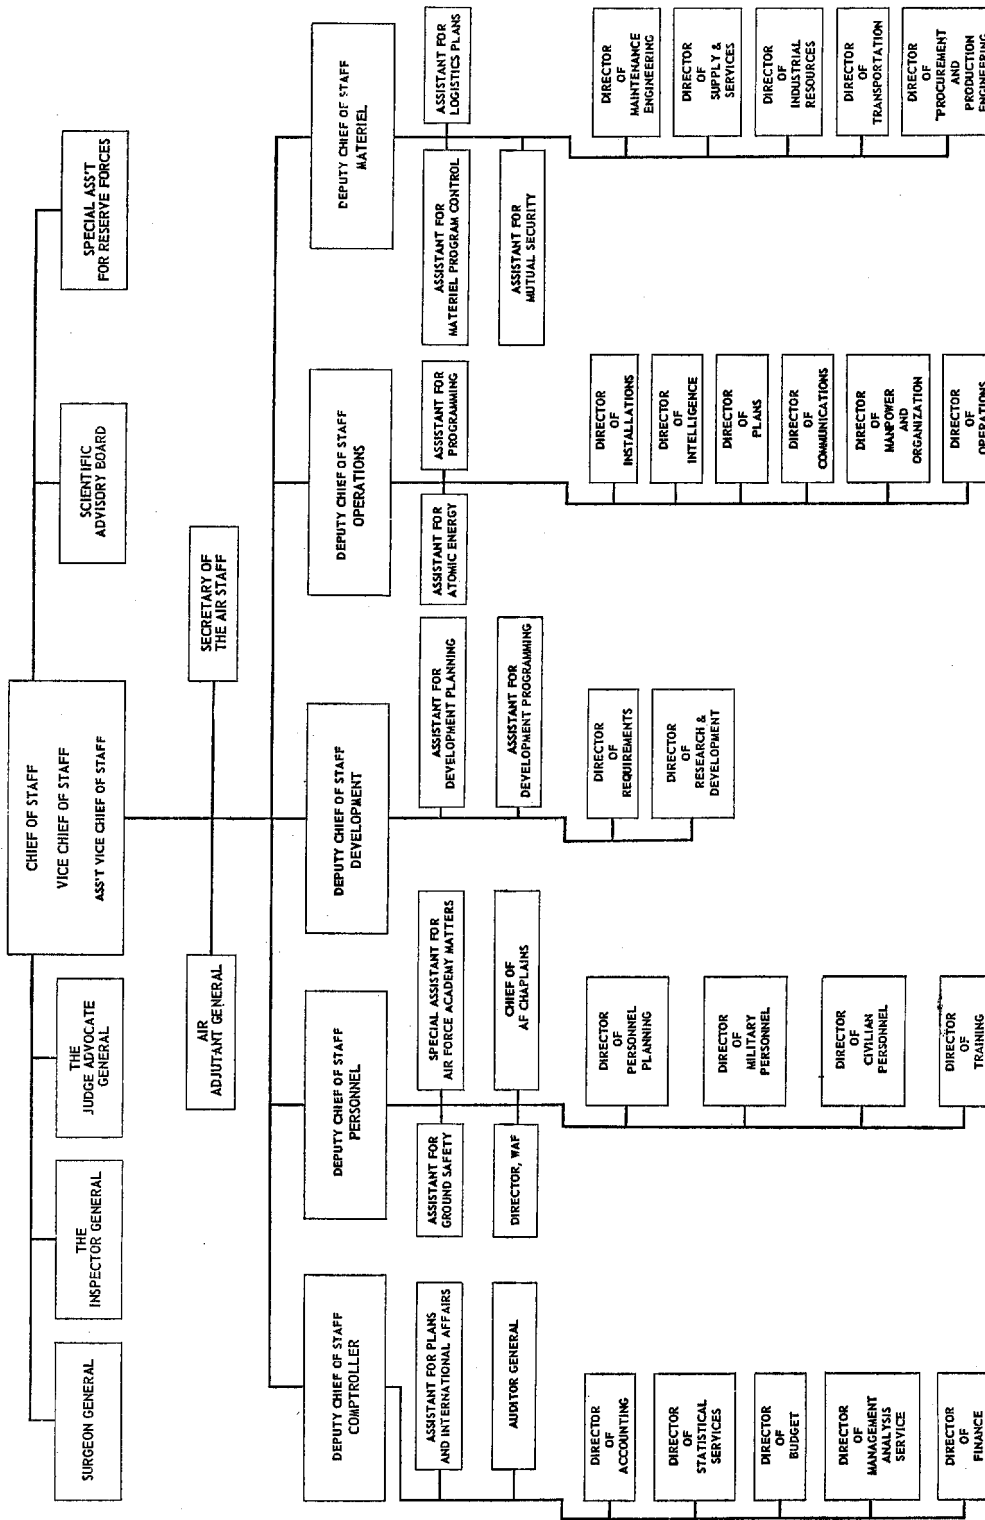 CHIEF OF STAFF
VICE CHIEF OF STAFF
ASS'T VICE CHIEF OF STAFF
SURGEON GENERAL
THE
INSPECTOR GENERAL
THE
JUDGE ADVOCATE
GENERAL
SCIENTIFIC
ADVISORY BOARD
SPECIAL ASS'T
FOR RESERVE FORCES
AIR
ADJUTANT GENERAL
SECRETARY OF
THE AIR STAFF
DEPUTY CHIEF OF STAFF
COMPTROLLER
ASSISTANT FOR PLANS
AND INTERNATIONAL AFFAIRS
AUDITOR GENERAL
DIRECTOR
OF
ACCOUNTING
DIRECTOR
OF
STATISTICAL
SERVICES
DIRECTOR
OF
BUDGET
DIRECTOR
OF
MANAGEMENT
ANALYSIS
SERVICE
DIRECTOR
OF
FINANCE
DEPUTY CHIEF OF STAFF
PERSONNEL
ASSISTANT FOR
GROUND SAFETY
SPECIAL ASSISTANT FOR
AIR FORCE ACADEMY MATTERS
DIRECTOR, WAF
CHIEF OF
AF CHAPLAINS
DIRECTOR
OF
PERSONNEL
PLANNING
DIRECTOR
OF
MILITARY
PERSONNEL
DIRECTOR
OF
CIVILIAN
PERSONNEL
DIRECTOR
OF
TRAINING
DEPUTY CHIEF OF STAFF
DEVELOPMENT
ASSISTANT FOR
DEVELOPMENT PLANNING
ASSISTANT FOR
DEVELOPMENT PROGRAMMING
DIRECTOR
OF
REQUIREMENTS
DIRECTOR
OF
RESEARCH &
DEVELOPMENT
DEPUTY CHIEF OF STAFF
OPERATIONS
ASSISTANT FOR
ATOMIC ENERGY
ASSISTANT FOR
PROGRAMMING
DIRECTOR
OF
INSTALLATIONS
DIRECTOR
OF
INTELLIGENCE
DIRECTOR
OF
PLANS
DIRECTOR
OF
COMMUNICATIONS
DIRECTOR
OF
MANPOWER
AND
ORGANIZATION
DIRECTOR
OF
OPERATIONS
DEPUTY CHIEF OF STAFF
MATERIEL
ASSISTANT FOR
MATERIEL PROGRAM CONTROL
ASSISTANT FOR
LOGISTICS PLANS
ASSISTANT FOR
MUTUAL SECURITY
DIRECTOR
OF
MAINTENANCE
ENGINEERING
DIRECTOR
OF
SUPPLY &
SERVICES
DIRECTOR
OF
INDUSTRIAL
RESOURCES
DIRECTOR
OF
TRANSPORTATION
DIRECTOR
OF
"PROCUREMENT
AND
PRODUCTION
ENGINEERING